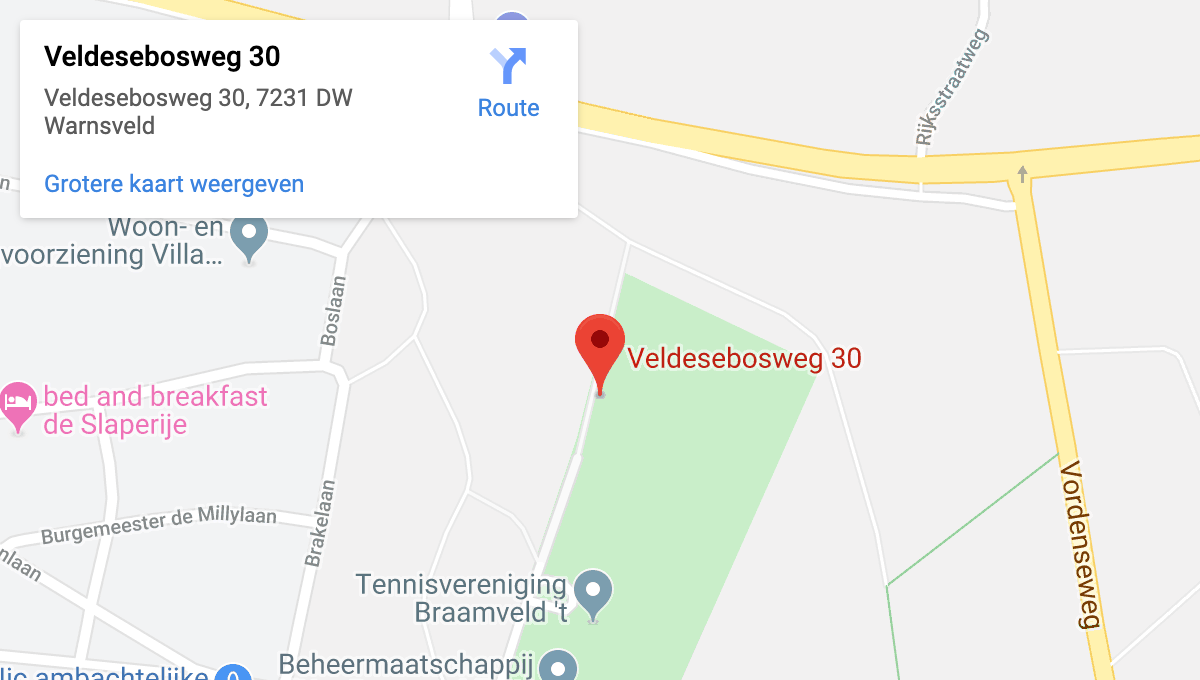 Veldesebosweg 30
Veldesebosweg 30, 7231 DW
Warnsveld
Route
Grotere kaart weergeven
Rijksstraatweg
Woon- en
voorziening Villa...
Boslaan
Veldesebosweg 30
bed and breakfast
de Slaperije
Burgemeester de Millylaan
Brakelaan
Vordenseweg
Tennisvereniging
Braamveld 't
Beheermaatschappij
ambachtelijke